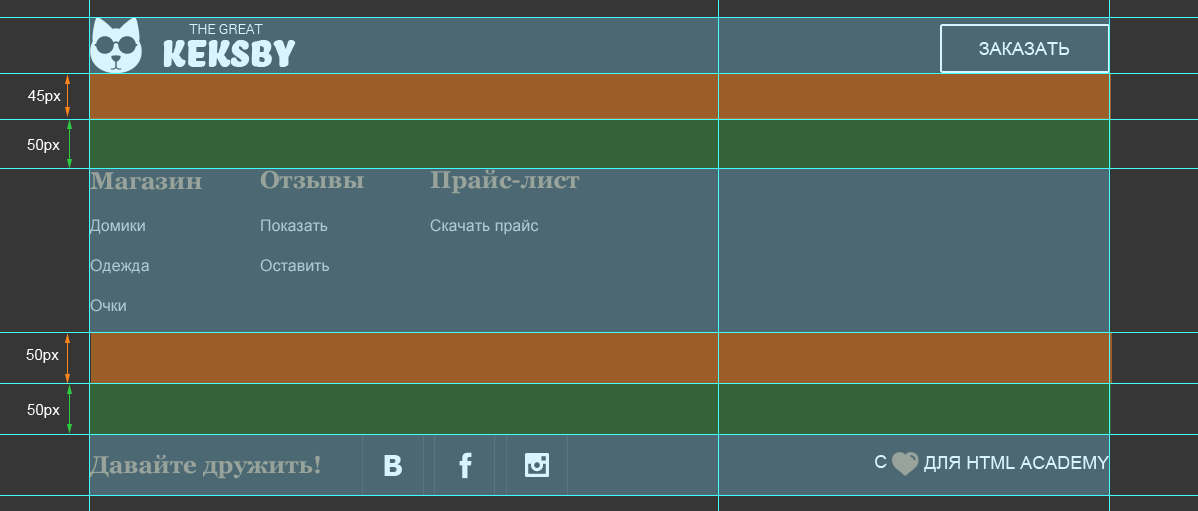 THE GREAT
KEKSBY
ЗАКАЗАТЬ
45px
50px
Магазин Отзывы Прайс-лист
Домики Показать Скачать прайс
Одежда Оставить
Очки
50px
50px
Давайте дружить! В f С ДЛЯ HTML ACADEMY